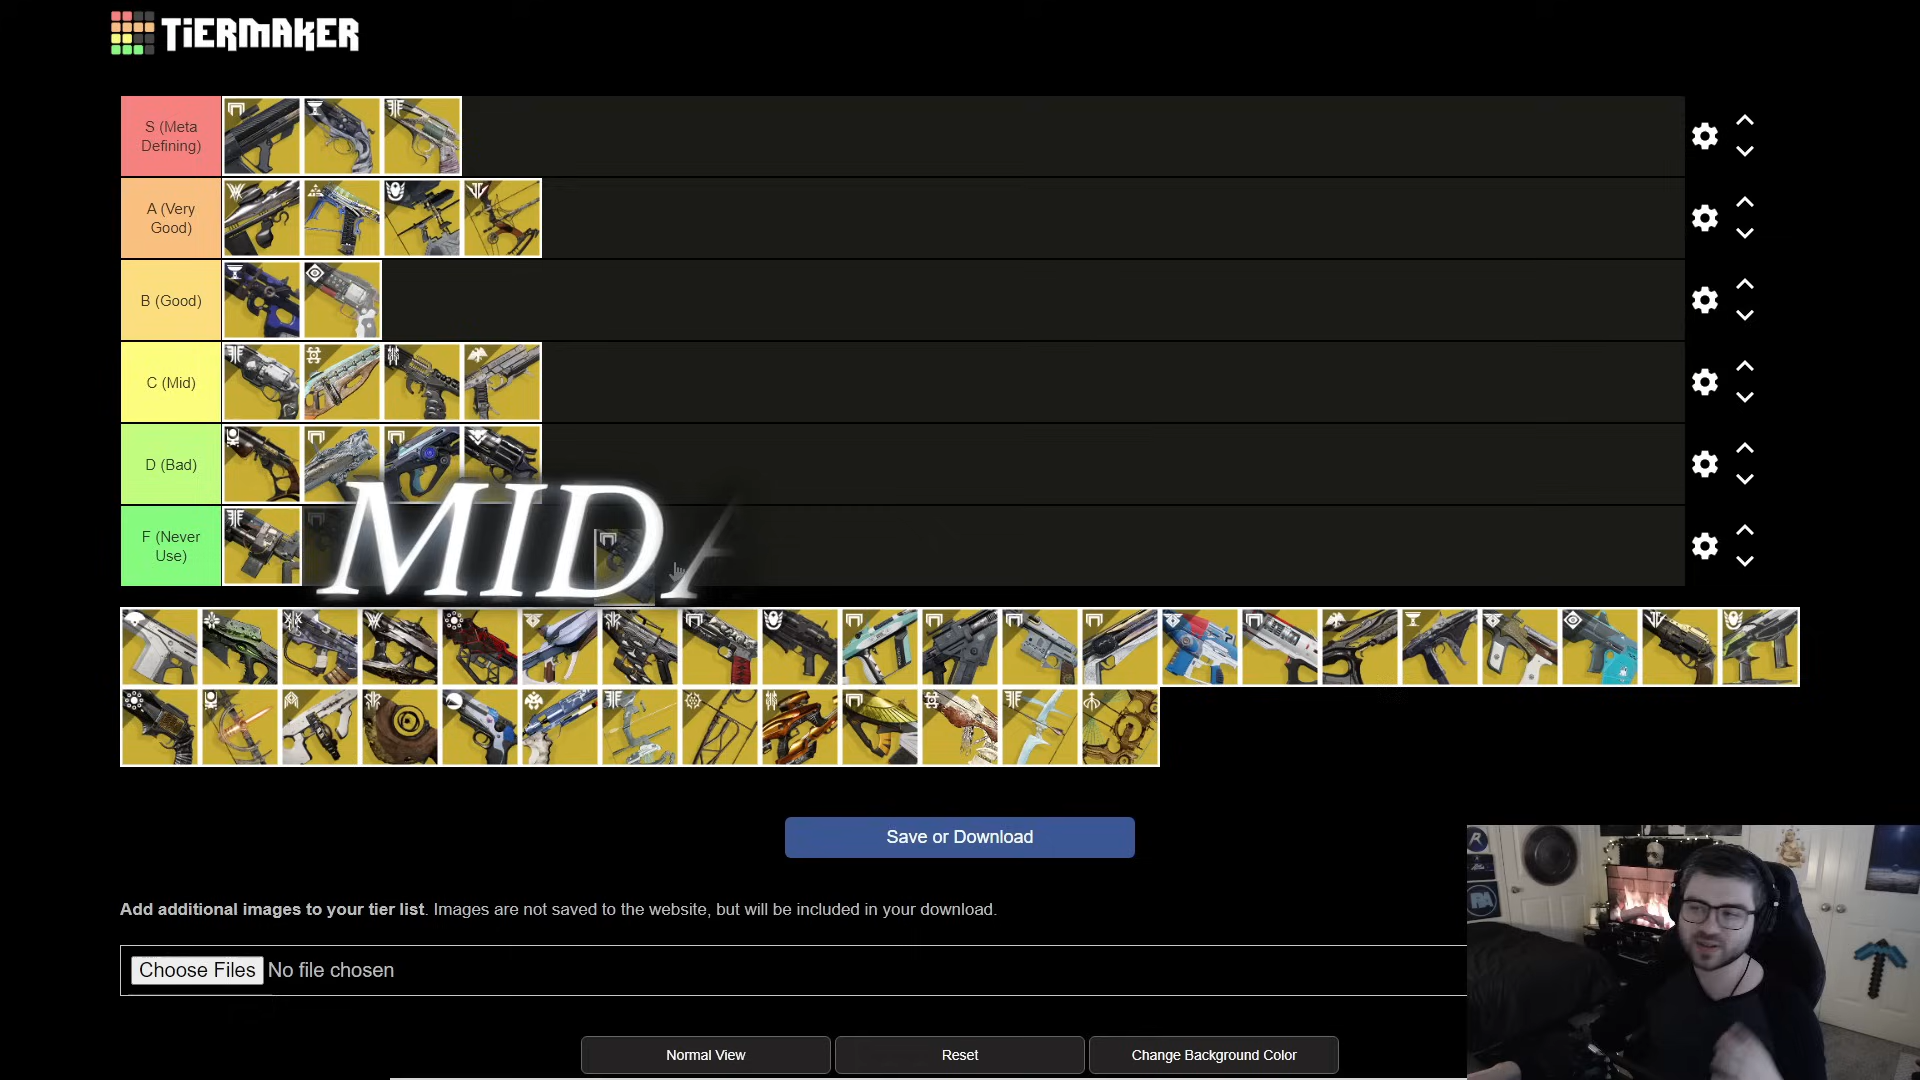 TiERMAKER
S (Meta
Defining)
A (Very
Good)
B (Good)
C (Mid)
D (Bad)
F (Never
Use)
MIDA
Save or Download
Add additional images to your tier list. Images are not saved to the website, but will be included in your download.
Choose Files No file chosen
Normal View
Reset
Change Background Color